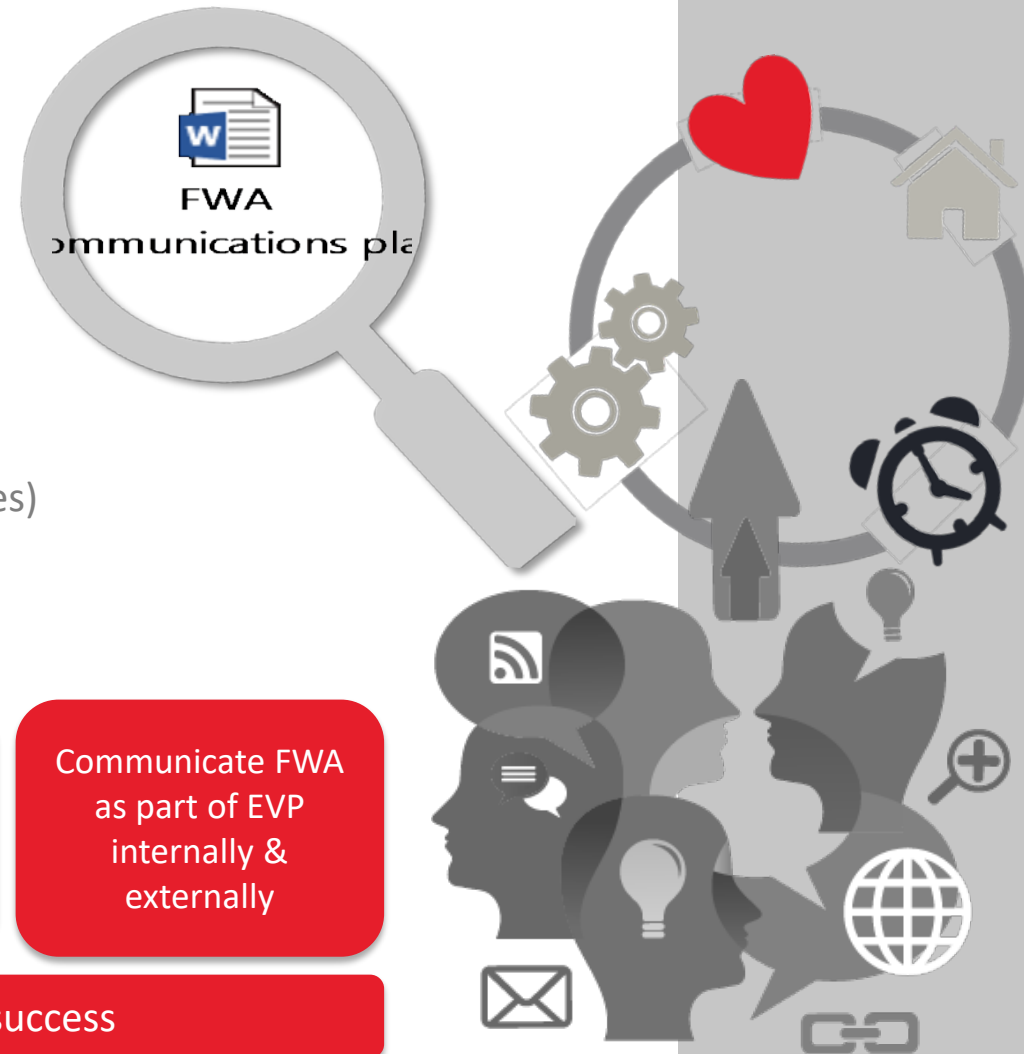 W
FWA
ommunications pla
es)
Communicate FWA
as part of EVP
internally &
externally
success